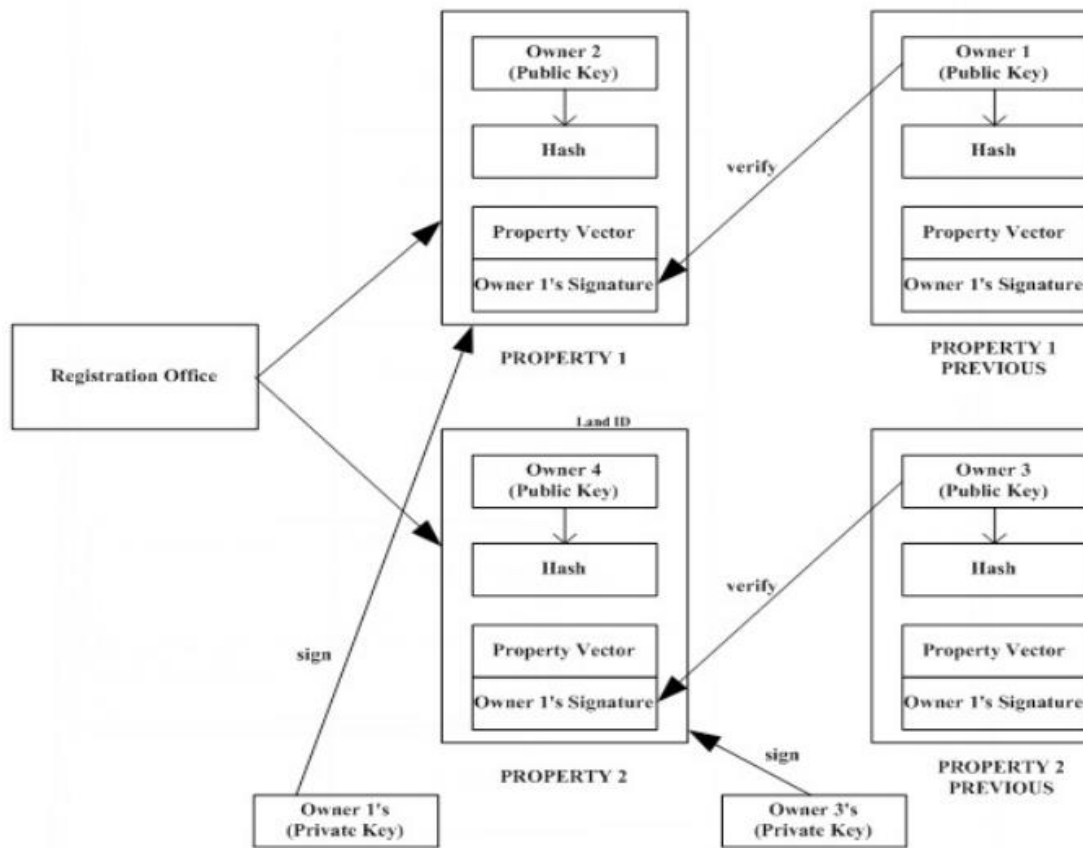 Owner 2
(Public Key)
Hash
Property Vector
Owner 1's Signature
PROPERTY 1
Owner 1
(Public Key)
Hash
Property Vector
Owner 1's Signature
PROPERTY 1
PREVIOUS
verify
Registration Office
Land ID
Owner 4
(Public Key)
Hash
Property Vector
Owner 1's Signature
PROPERTY 2
Owner 3
(Public Key)
Hash
Property Vector
Owner 1's Signature
PROPERTY 2
PREVIOUS
verify
sign
sign
Owner 1's
(Private Key)
Owner 3's
(Private Key)